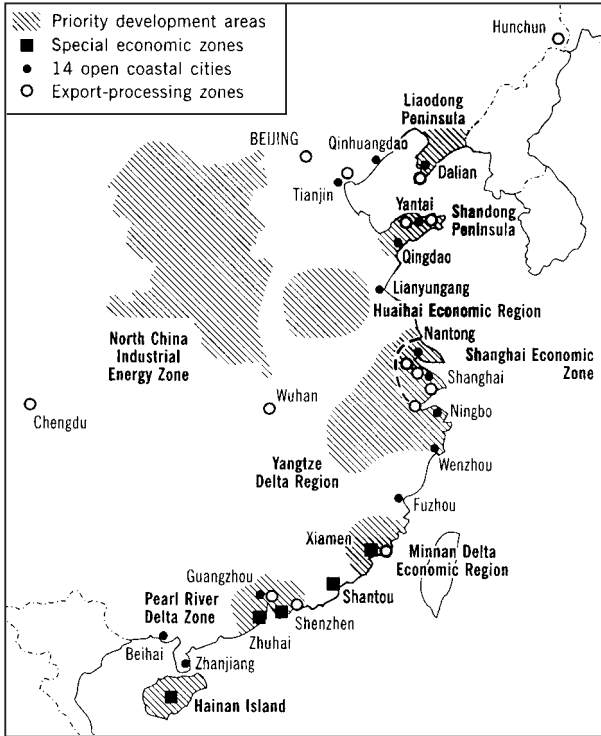 Priority development areas
Special economic zones
14 open coastal cities
Export-processing zones
Hunchun
Liaodong
Peninsula
BEIJING
Qinhuangdao
Dalian
Tianjin
Yantai
Shandong
Peninsula
Qingdao
Lianyungang
Huaihai Economic Region
Nantong
North China
Industrial
Energy Zone
Shanghai Economic
Zone
Shanghai
Wuhan
Chengdu
Ningbo
Yangtze
Delta Region
Wenzhou
Fuzhou
Xiamen
Minnan Delta
Economic Region
Guangzhou
Shantou
Pearl River
Delta Zone
Shenzhen
Zhuhai
Beihai
Zhanjiang
Hainan Island